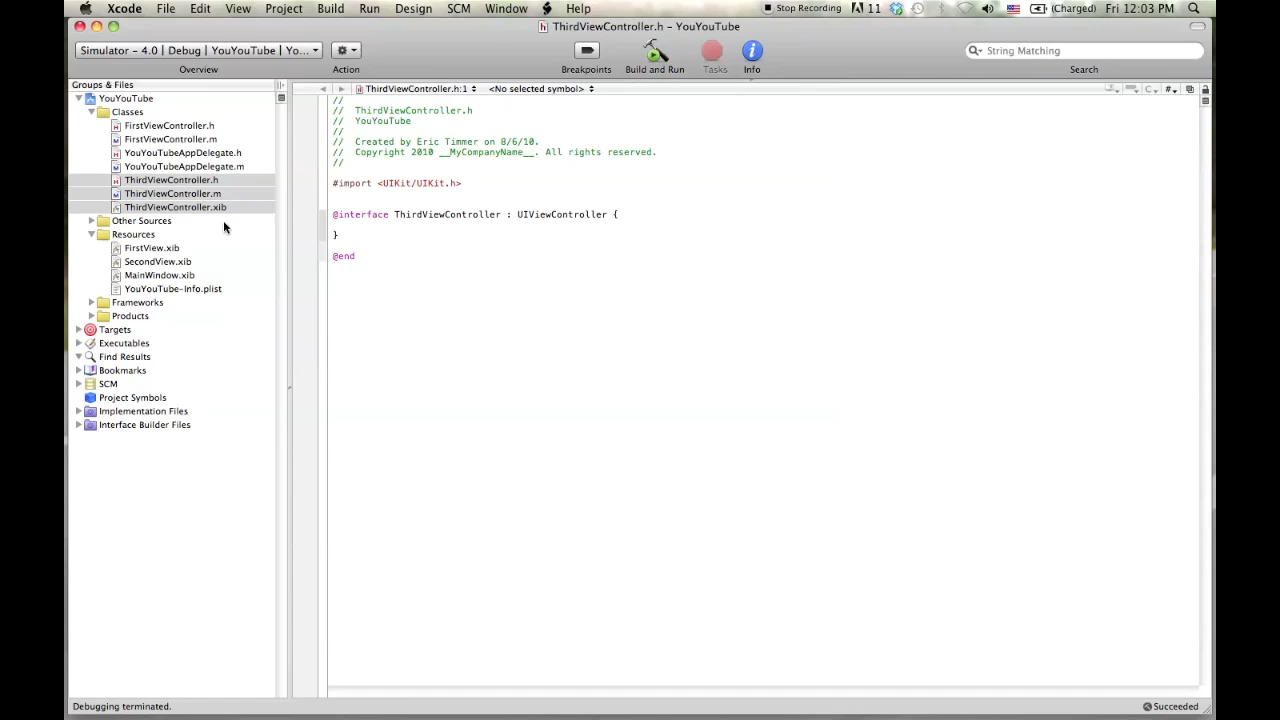 Xcode File Edit View Project Build Run Design SCM Window Help Stop Recording 11 (Charged) Fri 12:03 PM
ThirdViewController.h - YouYouTube
Simulator - 4.0 | Debug | YouYouTube | Yo... String Matching
Overview Action Breakpoints Build and Run Tasks Info Search
Groups & Files
ThirdViewController.h:1 <No selected symbol>
YouYouTube
Classes
FirstViewController.h
FirstViewController.m
YouYouTubeAppDelegate.h
YouYouTubeAppDelegate.m
ThirdViewController.h
ThirdViewController.m
ThirdViewController.xib
Other Sources
Resources
FirstView.xib
SecondView.xib
MainWindow.xib
YouYouTube-Info.plist
Frameworks
Products
Targets
Executables
Find Results
Bookmarks
SCM
Project Symbols
Implementation Files
Interface Builder Files
//
// ThirdViewController.h
// YouYouTube
//
// Created by Eric Timmer on 8/6/10.
// Copyright 2010 __MyCompanyName__. All rights reserved.
//
#import <UIKit/UIKit.h>
@interface ThirdViewController : UIViewController {
}
@end
Debugging terminated. Succeeded